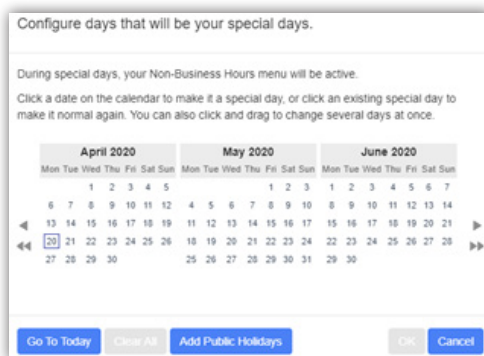 Configure days that will be your special days.
During special days, your Non-Business Hours menu will be active.
Click a date on the calendar to make it a special day, or click an existing special day to
make it normal again. You can also click and drag to change several days at once.
April 2020 May 2020 June 2020
Mon Tue Wed Thu Fri Sat Sun Mon Tue Wed Thu Fri Sat Sun Mon Tue Wed Thu Fri Sat Sun
1 2 3 4 5 1 2 3 1 2 3 4 5 6 7
6 7 8 9 10 11 12 4 5 6 7 8 9 10 8 9 10 11 12 13 14
13 14 15 16 17 18 19 11 12 13 14 15 16 17 15 16 17 18 19 20 21
20 21 22 23 24 25 26 18 19 20 21 22 23 24 22 23 24 25 26 27 28
27 28 29 30 25 26 27 28 29 30 31 29 30
Go To Today Clear All Add Public Holidays OK Cancel